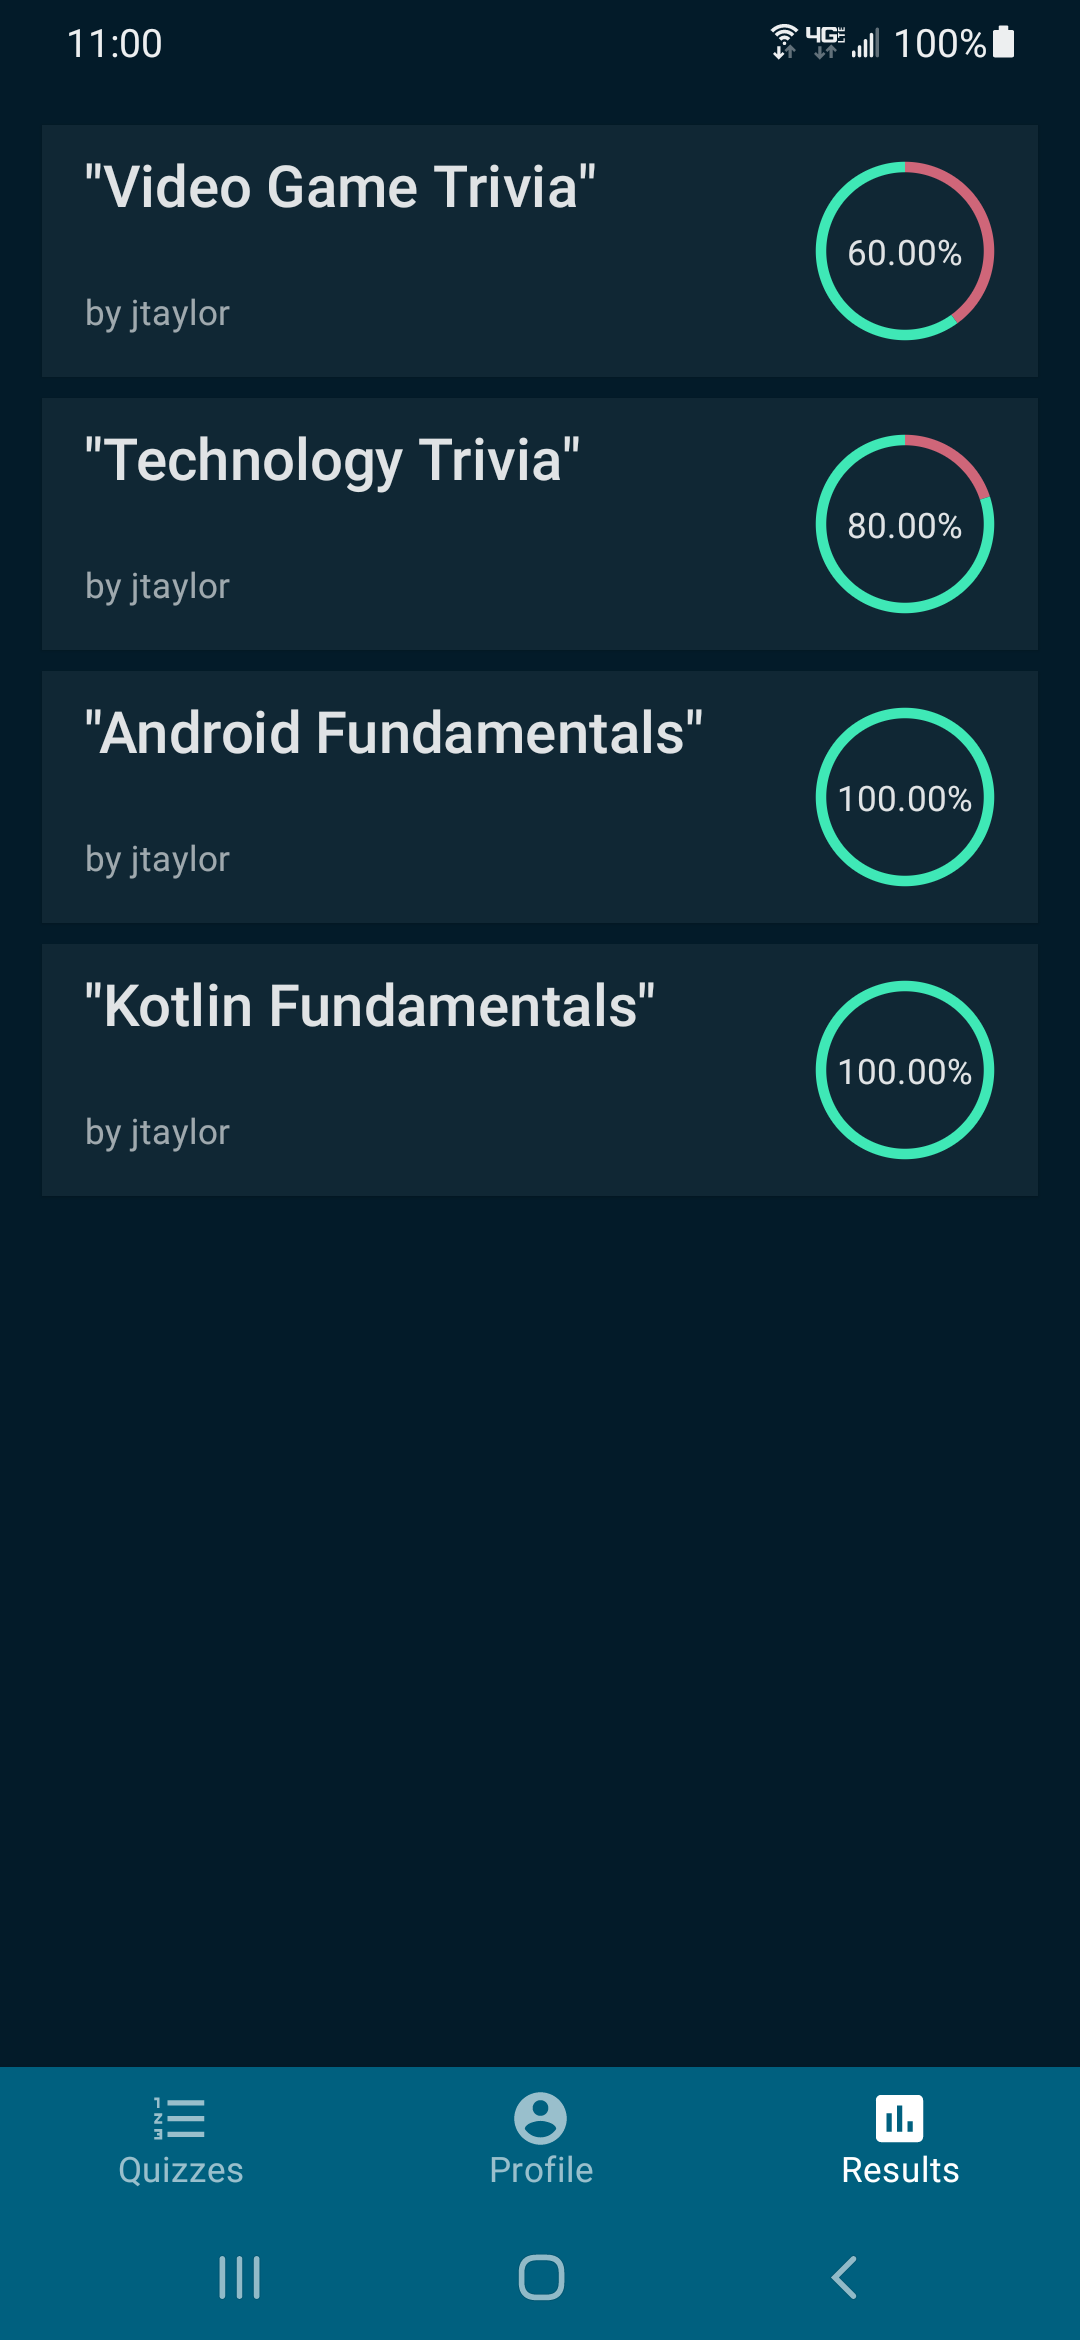 11:00 4G LTE 100%
"Video Game Trivia"
60.00%
by jtaylor
"Technology Trivia"
80.00%
by jtaylor
"Android Fundamentals"
100.00%
by jtaylor
"Kotlin Fundamentals"
100.00%
by jtaylor
Quizzes Profile Results